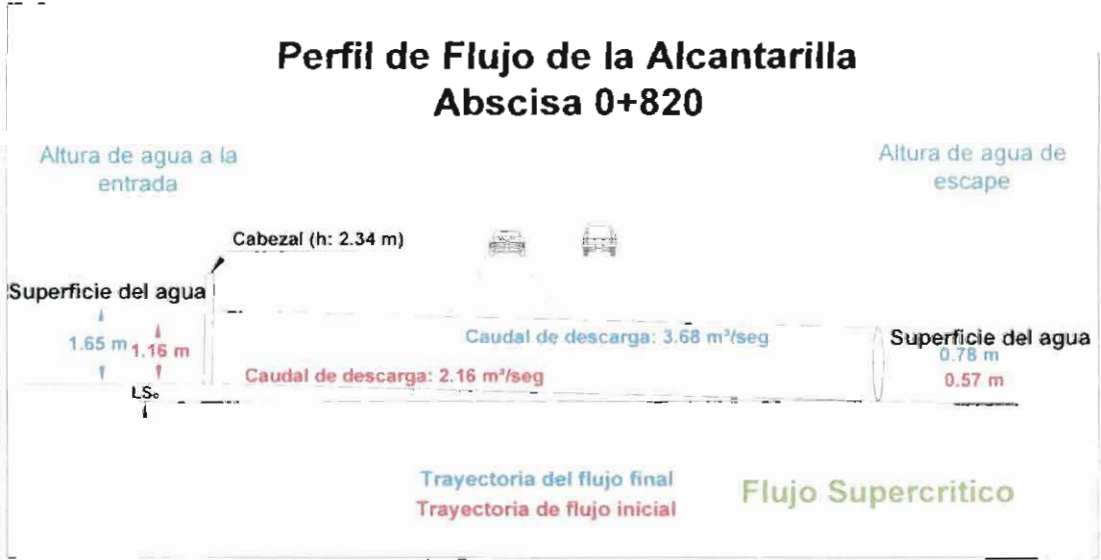 Perfil de Flujo de la Alcantarilla
Abscisa 0+820
Altura de agua a la
entrada
Altura de agua de
escape
Cabezal (h: 2.34 m)
Superficie del agua
1.65 m
1.16 m
Caudal de descarga: 3.68 m³/seg
Caudal de descarga: 2.16 m³/seg
Superficie del agua
0.78 m
0.57 m
LSₒ
Trayectoria del flujo final
Trayectoria de flujo inicial
Flujo Supercritico